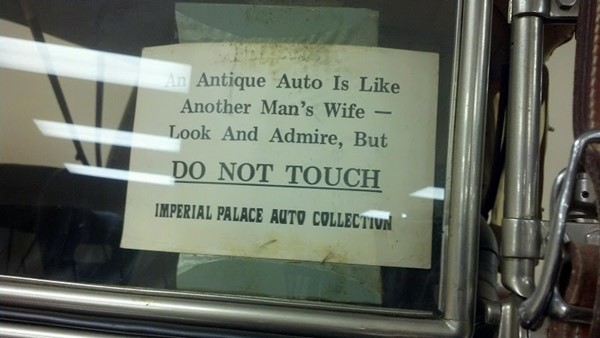 An Antique Auto Is Like
Another Man's Wife —
Look And Admire, But
DO NOT TOUCH
IMPERIAL PALACE AUTO COLLECTION